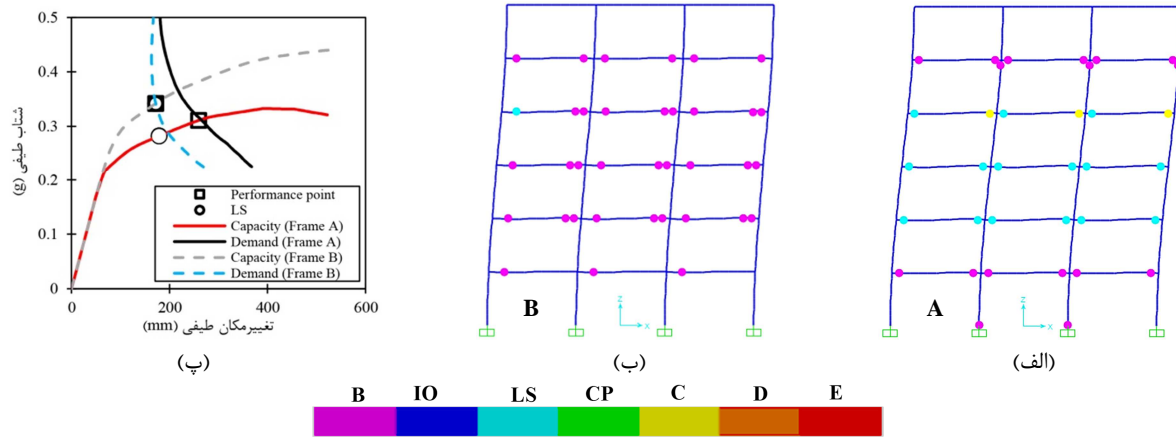 0.5
0.4
0.3
0.2
0.1
0
شتاب طیفی (g)
Performance point
LS
Capacity (Frame A)
Demand (Frame A)
Capacity (Frame B)
Demand (Frame B)
0 200 400 600
تغییرمکان طیفی (mm)
(پ)
B
z
x
(ب)
A
z
x
(الف)
B IO LS CP C D E